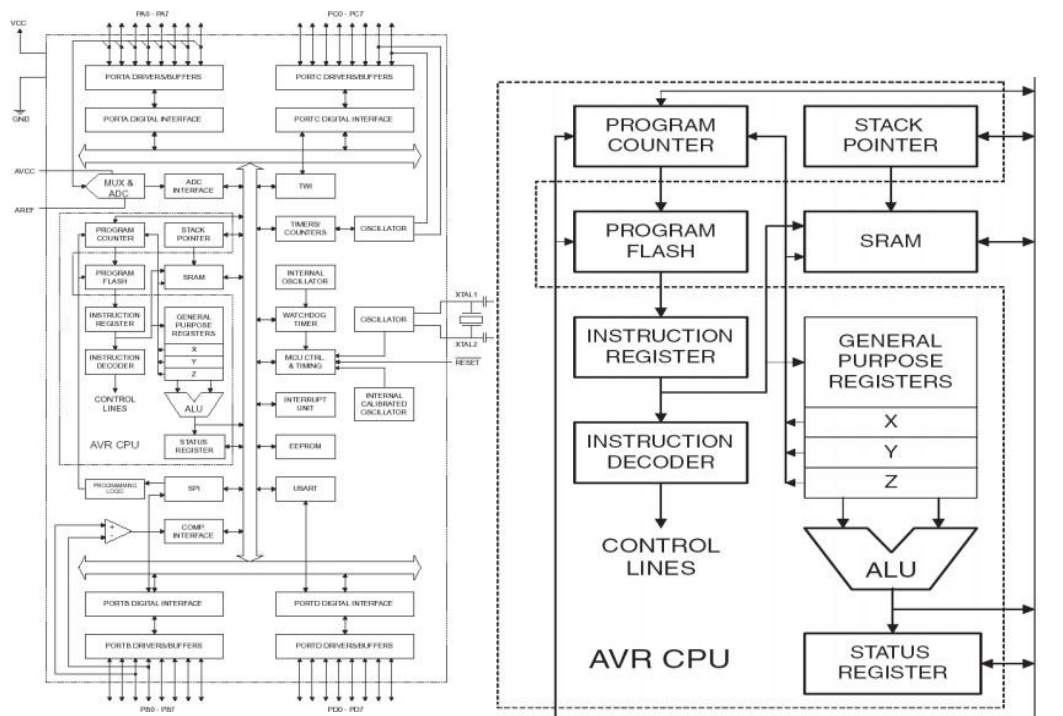 PA0 - PA7
PC0 - PC7
VCC
PORTA DRIVERS/BUFFERS
PORTC DRIVERS/BUFFERS
GND
PORTA DIGITAL INTERFACE
PORTC DIGITAL INTERFACE
AVCC
MUX &
ADC
ADC
INTERFACE
TWI
AREF
PROGRAM
COUNTER
STACK
POINTER
TIMERS/
COUNTERS
OSCILLATOR
PROGRAM
FLASH
SRAM
INTERNAL
OSCILLATOR
XTAL1
INSTRUCTION
REGISTER
GENERAL
PURPOSE
REGISTERS
WATCHDOG
TIMER
OSCILLATOR
XTAL2
X
INSTRUCTION
DECODER
Y
MCU CTRL
& TIMING
RESET
Z
CONTROL
LINES
ALU
INTERRUPT
UNIT
INTERNAL
CALIBRATED
OSCILLATOR
AVR CPU
STATUS
REGISTER
EEPROM
PROGRAMMING
LOGIC
SPI
USART
+
-
COMP.
INTERFACE
PORTB DIGITAL INTERFACE
PORTD DIGITAL INTERFACE
PORTB DRIVERS/BUFFERS
PORTD DRIVERS/BUFFERS
PB0 - PB7
PD0 - PD7
PROGRAM
COUNTER
STACK
POINTER
PROGRAM
FLASH
SRAM
INSTRUCTION
REGISTER
GENERAL
PURPOSE
REGISTERS
X
INSTRUCTION
DECODER
Y
Z
CONTROL
LINES
ALU
AVR CPU
STATUS
REGISTER